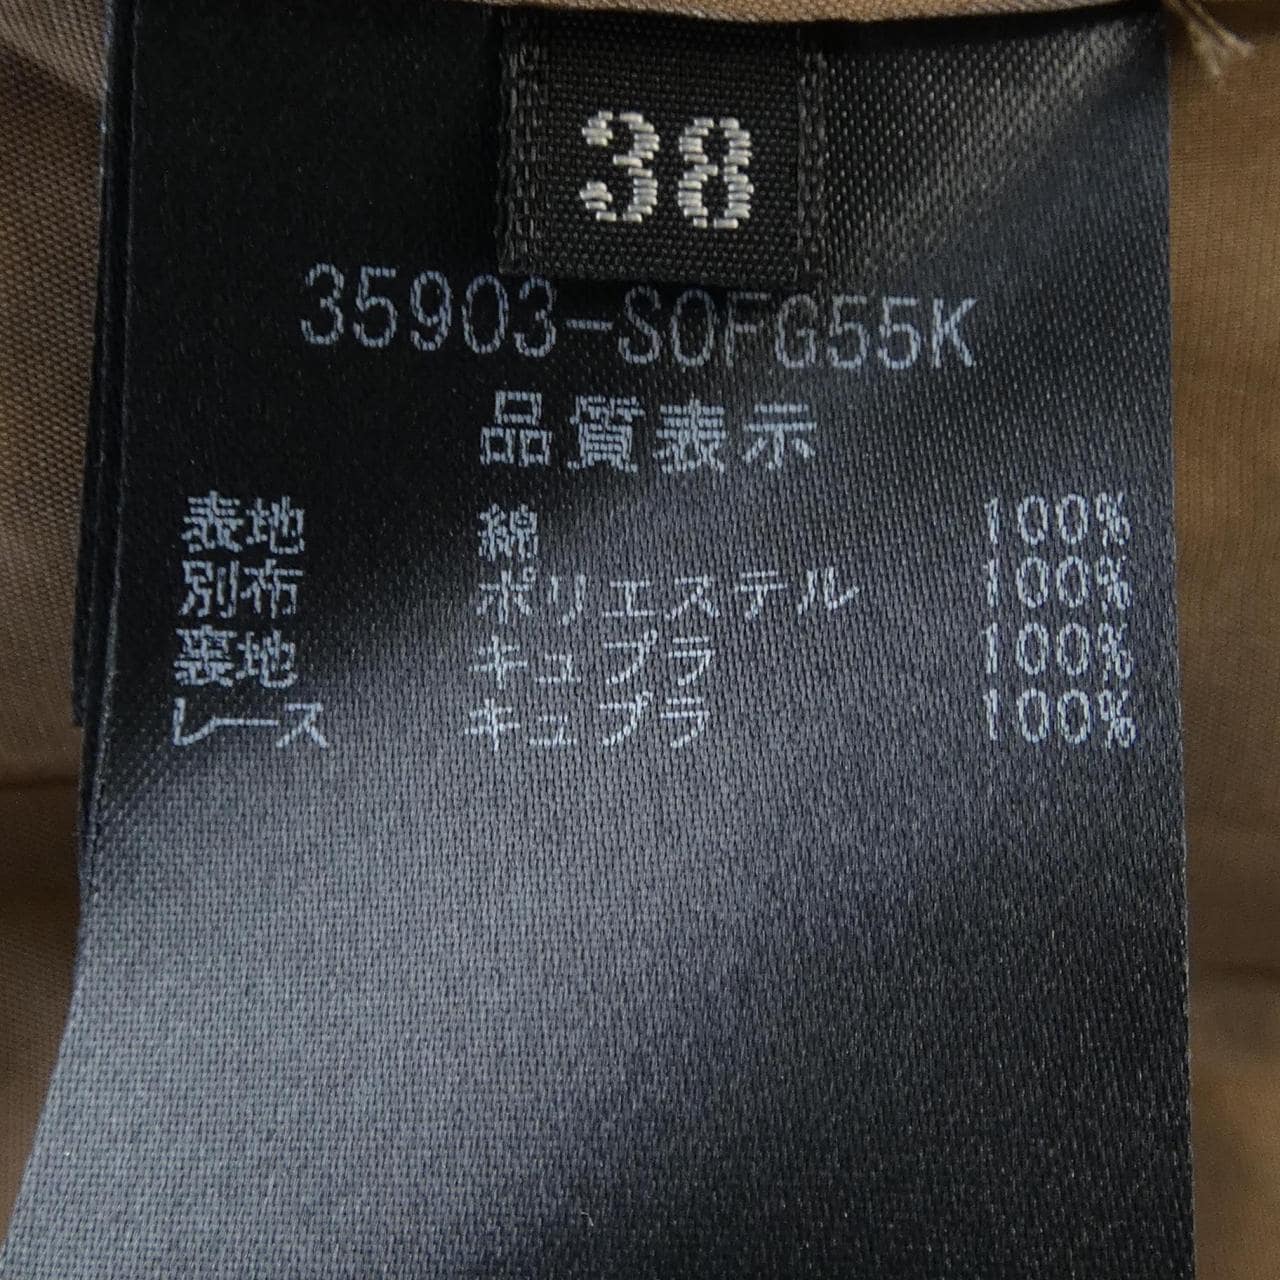 38
35903-SOFG55K
品質表示
表地 綿 100%
別布 ポリエステル 100%
裏地 キュプラ 100%
レース キュプラ 100%